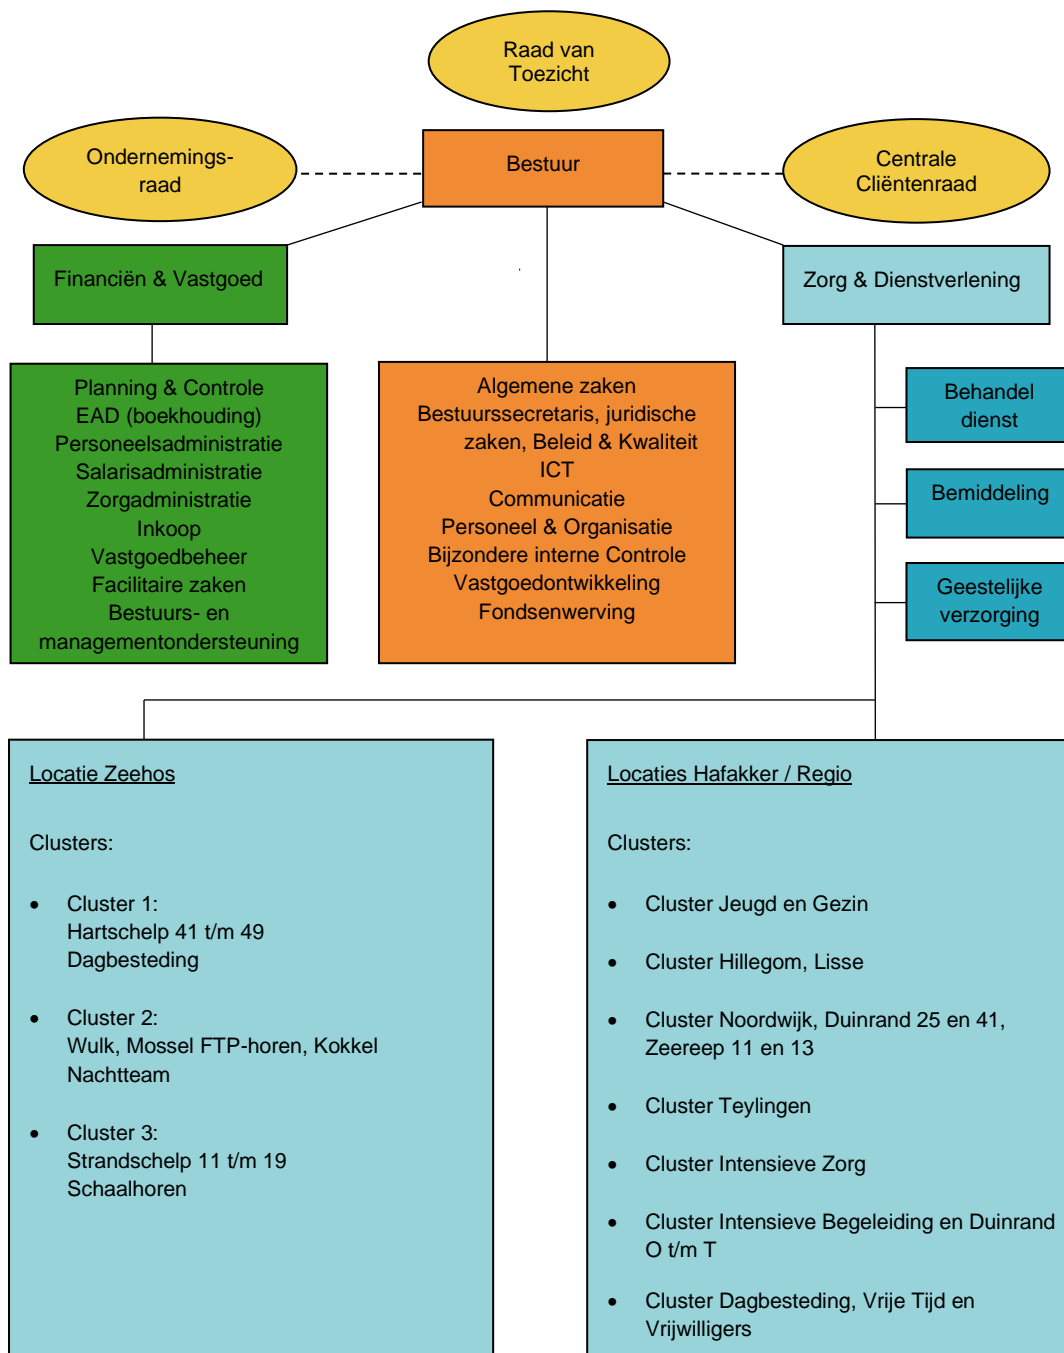 Raad van
Toezicht
Ondernemings-
raad
Bestuur
Centrale
Cliëntenraad
Financiën & Vastgoed
Zorg & Dienstverlening
Planning & Controle
EAD (boekhouding)
Personeelsadministratie
Salarisadministratie
Zorgadministratie
Inkoop
Vastgoedbeheer
Facilitaire zaken
Bestuurs- en
managementondersteuning
Algemene zaken
Bestuurssecretaris, juridische
zaken, Beleid & Kwaliteit
ICT
Communicatie
Personeel & Organisatie
Bijzondere interne Controle
Vastgoedontwikkeling
Fondsenwerving
Behandel
dienst
Bemiddeling
Geestelijke
verzorging
Locatie Zeehos
Clusters:
• Cluster 1:
Hartschelp 41 t/m 49
Dagbesteding
• Cluster 2:
Wulk, Mossel FTP-horen, Kokkel
Nachtteam
• Cluster 3:
Strandschelp 11 t/m 19
Schaalhoren
Locaties Hafakker / Regio
Clusters:
• Cluster Jeugd en Gezin
• Cluster Hillegom, Lisse
• Cluster Noordwijk, Duinrand 25 en 41,
Zeereep 11 en 13
• Cluster Teylingen
• Cluster Intensieve Zorg
• Cluster Intensieve Begeleiding en Duinrand
O t/m T
• Cluster Dagbesteding, Vrije Tijd en
Vrijwilligers